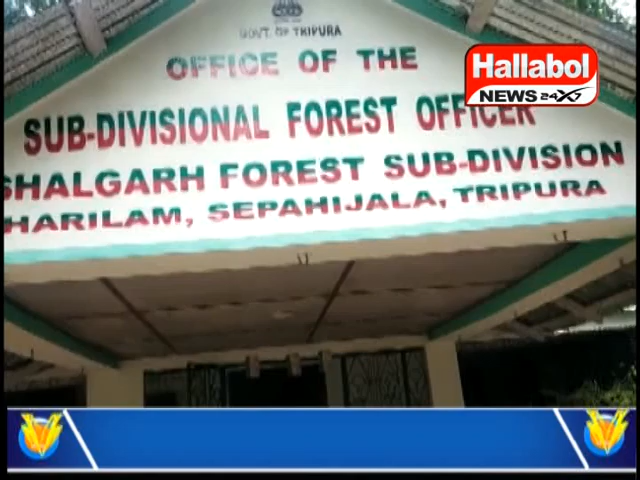 GOVT. OF TRIPURA
OFFICE OF THE
SUB-DIVISIONAL FOREST OFFICER
SHALGARH FOREST SUB-DIVISION
HARILAM, SEPAHIJALA, TRIPURA
Hallabol
NEWS 24X7